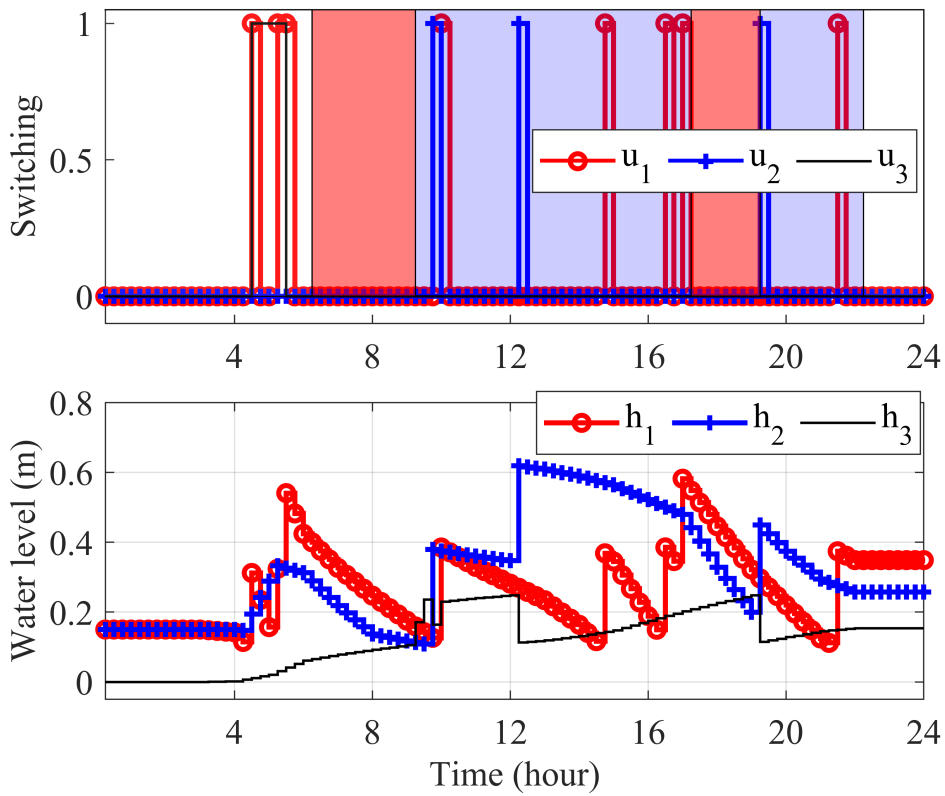 Switching
1
0.5
0
u₁ u₂ u₃
4 8 12 16 20 24
Water level (m)
0.8
0.6
0.4
0.2
0
h₁ h₂ h₃
4 8 12 16 20 24
Time (hour)